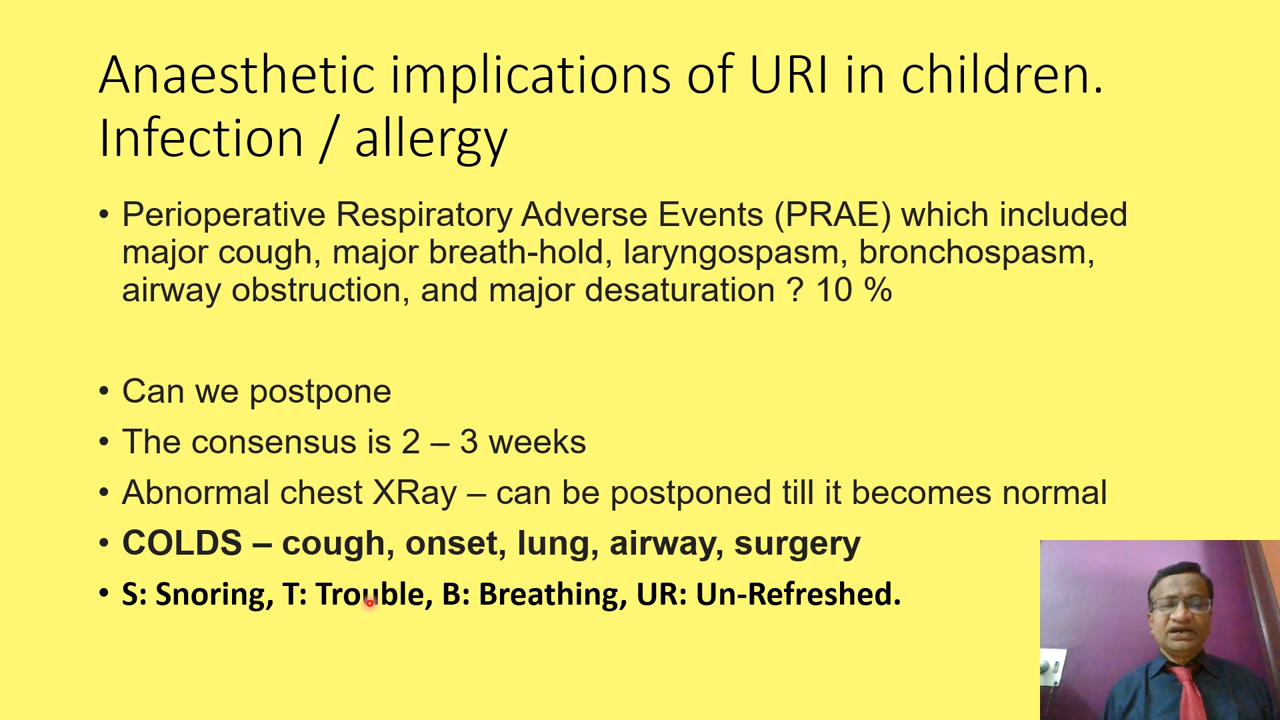 Anaesthetic implications of URI in children.
Infection / allergy
• Perioperative Respiratory Adverse Events (PRAE) which included
major cough, major breath-hold, laryngospasm, bronchospasm,
airway obstruction, and major desaturation ? 10 %
• Can we postpone
• The consensus is 2 – 3 weeks
• Abnormal chest XRay – can be postponed till it becomes normal
• COLDS – cough, onset, lung, airway, surgery
• S: Snoring, T: Trouble, B: Breathing, UR: Un-Refreshed.